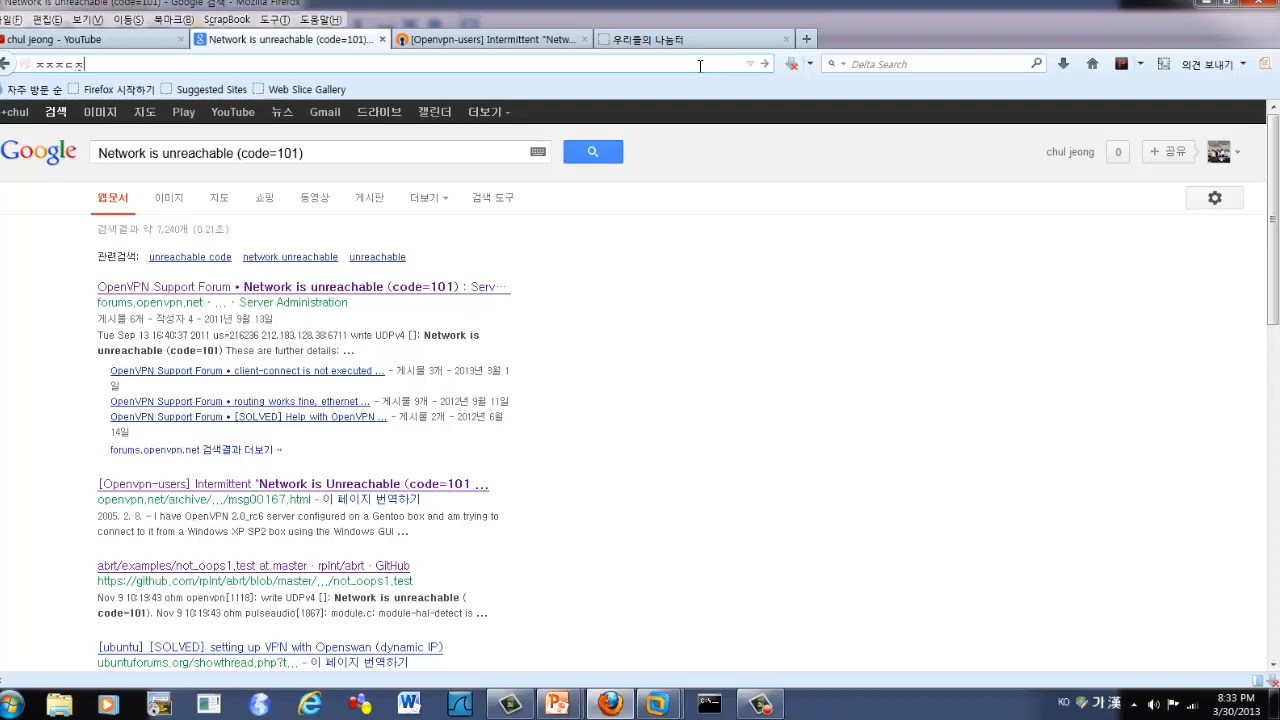 Network is unreachable (code=101) - Google 검색 - Mozilla Firefox
파일(F) 편집(E) 보기(V) 이동(S) 북마크(B) ScrapBook 도구(T) 도움말(H)
chul jeong - YouTube × Network is unreachable (code=101)... × [Openvpn-users] Intermittent "Netw... × 우리들의 나눔터 × +
ㅈㅈㅈㄷ조 Delta Search 의견 보내기
자주 방문 순 Firefox 시작하기 Suggested Sites Web Slice Gallery
+chul 검색 이미지 지도 Play YouTube 뉴스 Gmail 드라이브 캘린더 더보기
Google Network is unreachable (code=101) chul jeong 0 + 공유
웹문서 이미지 지도 쇼핑 동영상 게시판 더보기 검색 도구
검색결과 약 7,240개 (0.21초)
관련검색: unreachable code network unreachable unreachable
OpenVPN Support Forum • Network is unreachable (code=101) : Serv...
forums.openvpn.net › ... › Server Administration
게시물 6개 - 작성자 4 - 2011년 9월 13일
Tue Sep 13 16:40:37 2011 us=216236 212.183.128.38:6711 write UDPv4 []: Network is
unreachable (code=101) These are further details: ...
OpenVPN Support Forum • client-connect is not executed ... - 게시물 3개 - 2013년 3월 1
일
OpenVPN Support Forum • routing works fine, ethernet ... - 게시물 9개 - 2012년 9월 11일
OpenVPN Support Forum • [SOLVED] Help with OpenVPN ... - 게시물 2개 - 2012년 6월
14일
forums.openvpn.net 검색결과 더보기 »
[Openvpn-users] Intermittent "Network is Unreachable (code=101 ...
openvpn.net/archive/.../msg00167.html - 이 페이지 번역하기
2005. 2. 8. - I have OpenVPN 2.0_rc6 server configured on a Gentoo box and am trying to
connect to it from a Windows XP SP2 box using the Windows GUI ...
abrt/examples/not_oops1.test at master · rplnt/abrt · GitHub
https://github.com/rplnt/abrt/blob/master/.../not_oops1.test
Nov 9 10:19:43 ohm openvpn[1118]: write UDPv4 []: Network is unreachable (
code=101). Nov 9 10:19:43 ohm pulseaudio[1867]: module.c: module-hal-detect is ...
[ubuntu] [SOLVED] setting up VPN with Openswan (dynamic IP)
ubuntuforums.org/showthread.php?t... - 이 페이지 번역하기
KO 가 漢 8:33 PM
3/30/2013